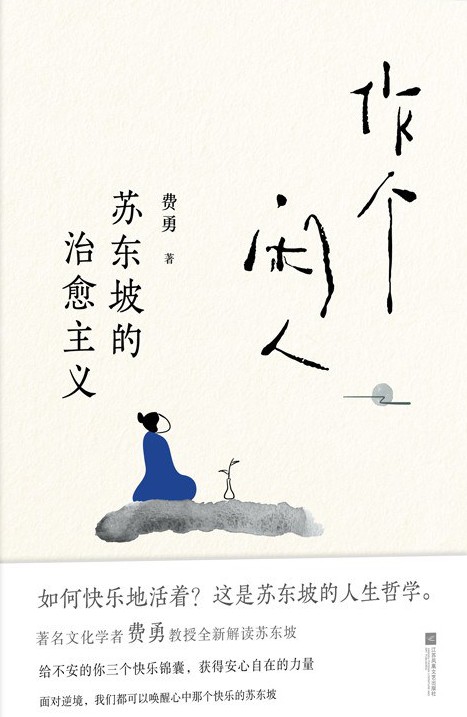 作个
闲人
费勇 著
苏东坡的
治愈主义
如何快乐地活着？这是苏东坡的人生哲学。
著名文化学者费勇教授全新解读苏东坡
给不安的你三个快乐锦囊，获得安心自在的力量
面对逆境，我们都可以唤醒心中那个快乐的苏东坡
江苏凤凰文艺出版社